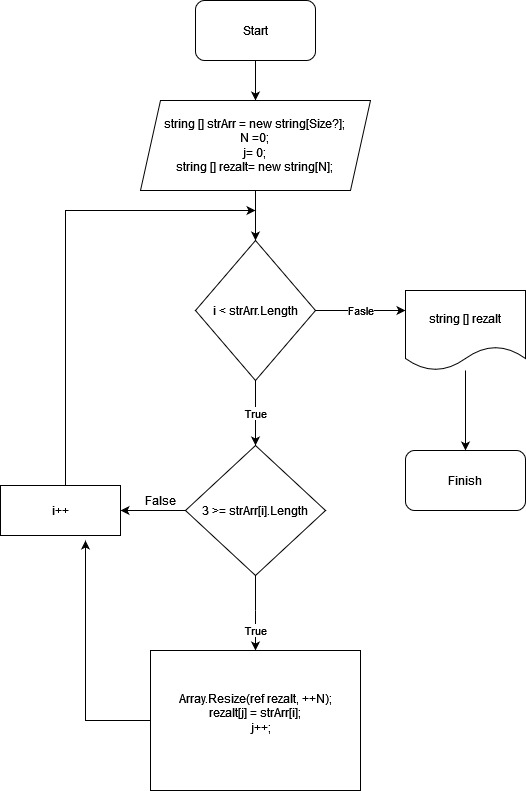 Start
string [] strArr = new string[Size?];
N =0;
j= 0;
string [] rezalt= new string[N];
i < strArr.Length
Fasle
string [] rezalt
True
Finish
3 >= strArr[i].Length
False
i++
True
Array.Resize(ref rezalt, ++N);
rezalt[j] = strArr[i];
j++;